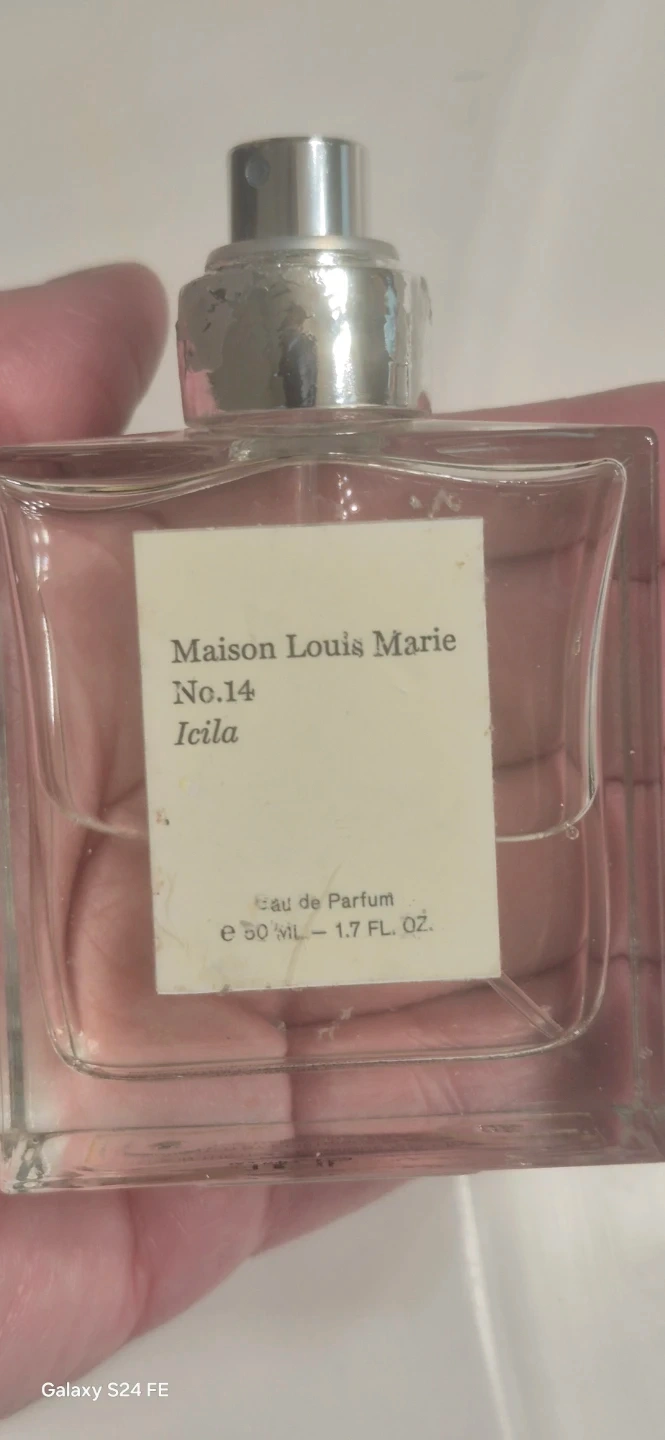 Maison Louis Marie
No.14
Icila
Eau de Parfum
e 50 ML – 1.7 FL. OZ.
Galaxy S24 FE